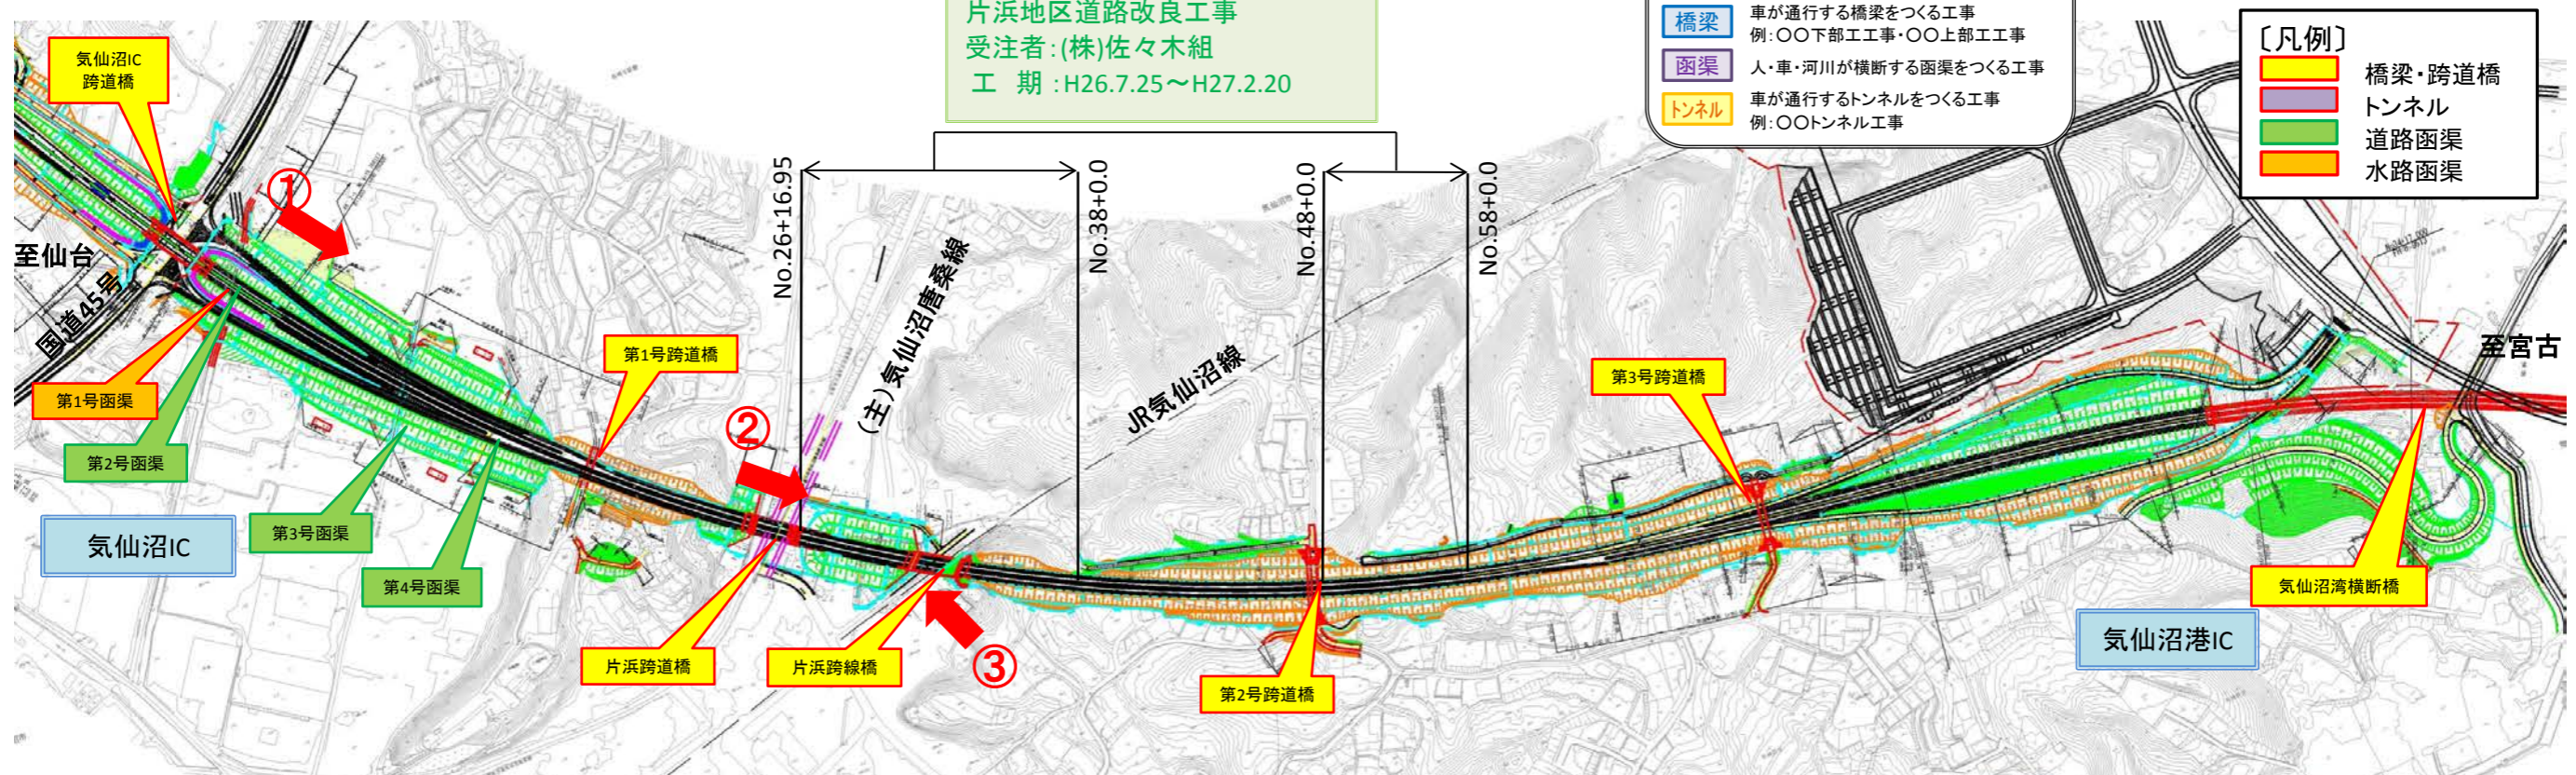 片浜地区道路改良工事
受注者：(株)佐々木組
工 期：H26.7.25～H27.2.20
橋梁 車が通行する橋梁をつくる工事
例：〇〇下部工工事・〇〇上部工工事
函渠 人・車・河川が横断する函渠をつくる工事
トンネル 車が通行するトンネルをつくる工事
例：〇〇トンネル工事
〔凡例〕
橋梁・跨道橋
トンネル
道路函渠
水路函渠
気仙沼IC
跨道橋
①
至仙台
国道45号
第1号函渠
第2号函渠
第3号函渠
第4号函渠
気仙沼IC
第1号跨道橋
②
No.26+16.95
(主)気仙沼唐桑線
No.38+0.0
JR気仙沼線
No.48+0.0
No.58+0.0
片浜跨道橋
片浜跨線橋
③
第2号跨道橋
第3号跨道橋
至宮古
気仙沼湾横断橋
気仙沼港IC